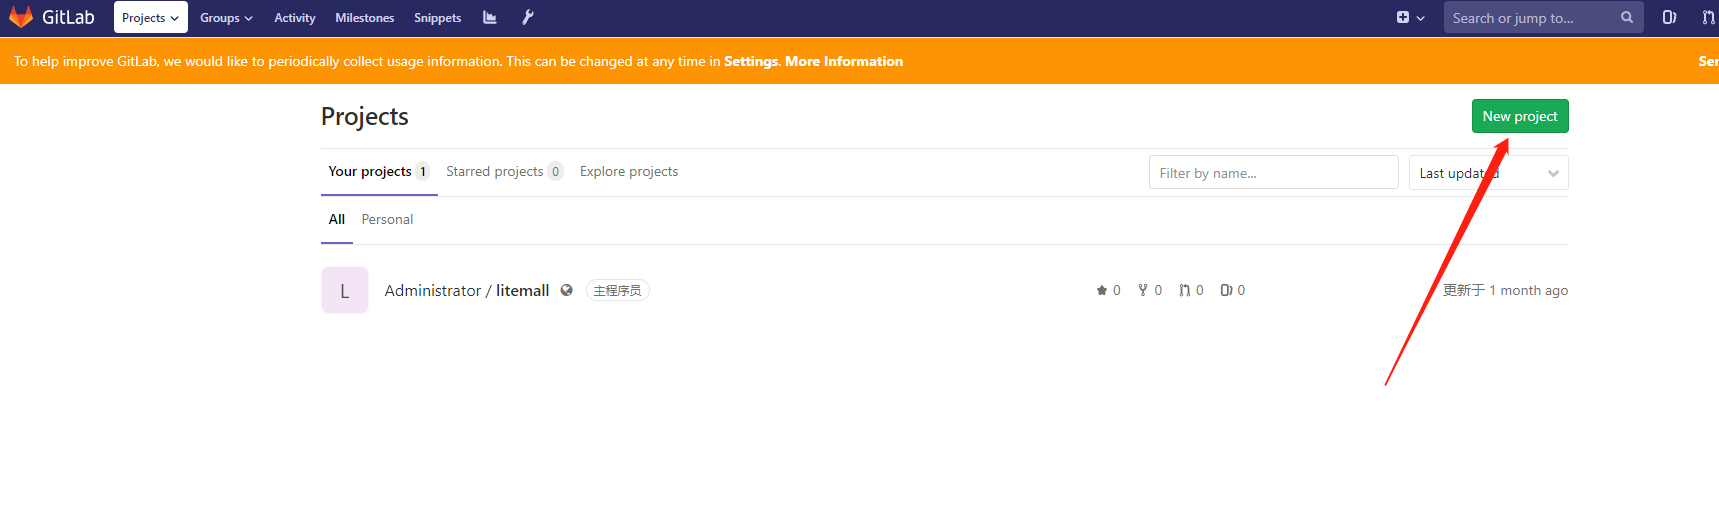 GitLab Projects Groups Activity Milestones Snippets Search or jump to...
To help improve GitLab, we would like to periodically collect usage information. This can be changed at any time in Settings. More Information
Projects New project
Your projects 1 Starred projects 0 Explore projects Filter by name... Last updated
All Personal
L Administrator / litemall 主程序员 0 0 0 0 更新于 1 month ago